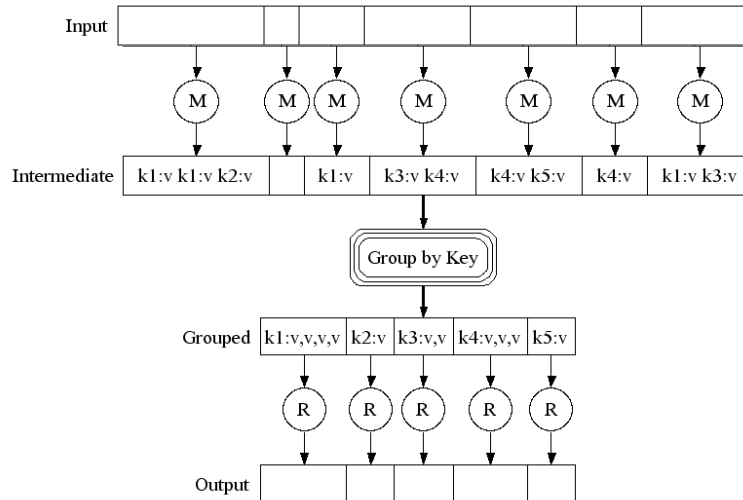 Input
M M M M M M M
Intermediate k1:v k1:v k2:v k1:v k3:v k4:v k4:v k5:v k4:v k1:v k3:v
Group by Key
Grouped k1:v,v,v,v k2:v k3:v,v k4:v,v,v k5:v
R R R R R
Output